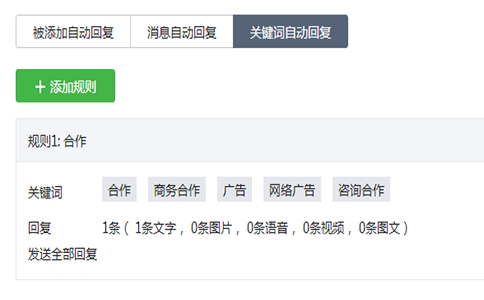 被添加自动回复 消息自动回复 关键词自动回复
+ 添加规则
规则1: 合作
关键词 合作 商务合作 广告 网络广告 咨询合作
回复 1条 ( 1条文字 , 0条图片 , 0条语音 , 0条视频 , 0条图文 )
发送全部回复